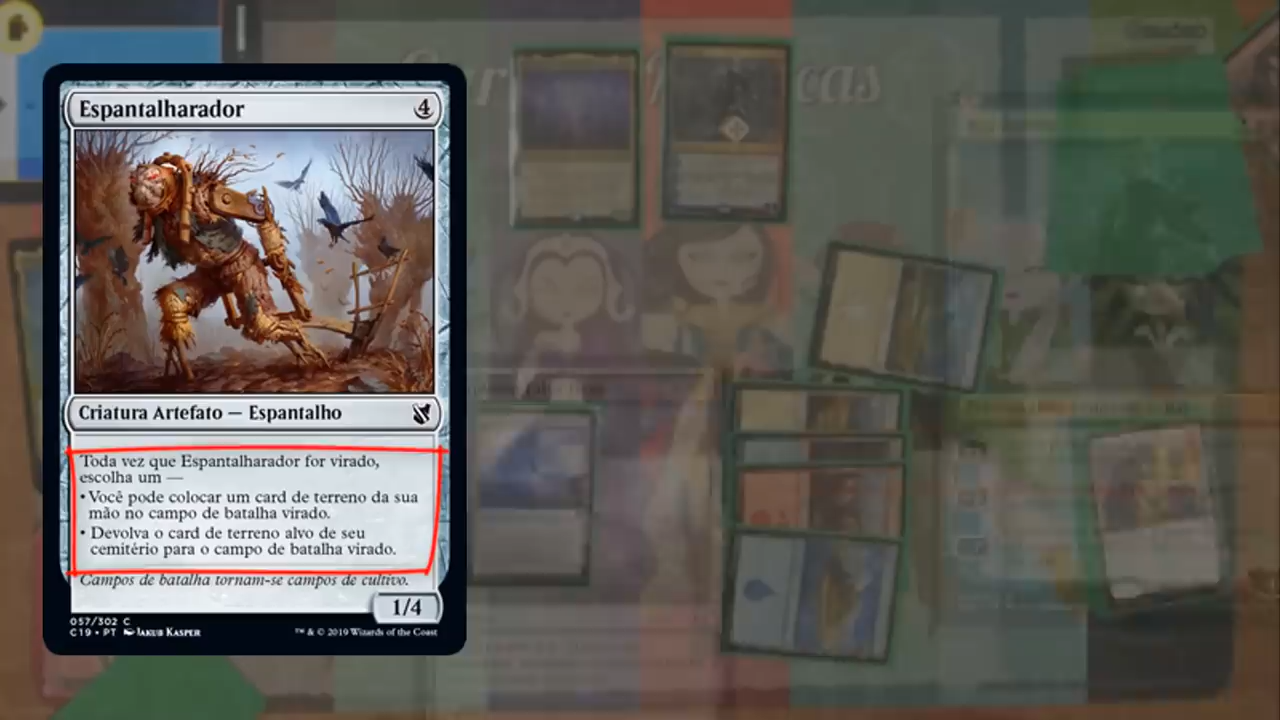 Espantalharador 4
Criatura Artefato — Espantalho
Toda vez que Espantalharador for virado,
escolha um —
• Você pode colocar um card de terreno da sua
mão no campo de batalha virado.
• Devolva o card de terreno alvo de seu
cemitério para o campo de batalha virado.
Campos de batalha tornam-se campos de cultivo.
1/4
057/302 C
C19 • PT Jakub Kasper
™ & © 2019 Wizards of the Coast